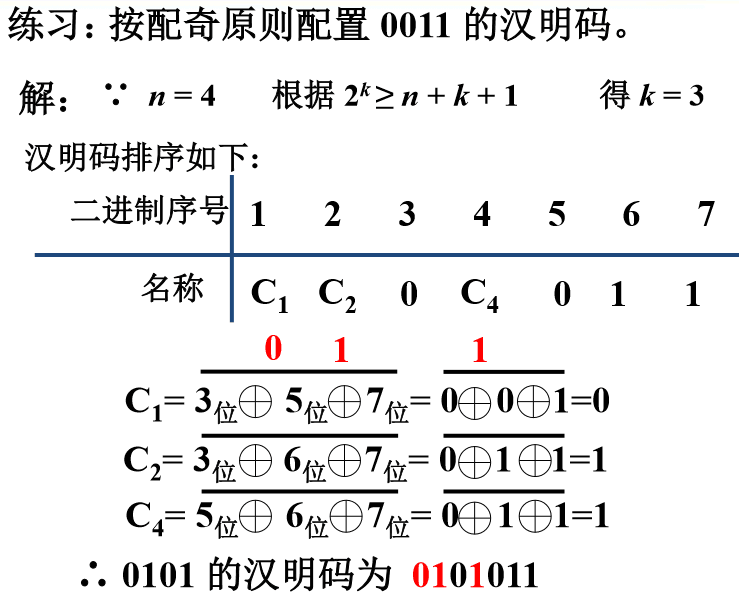 练习：按配奇原则配置 0011 的汉明码。
解： ∵ n = 4 根据 2ᵏ ≥ n + k + 1 得 k = 3
汉明码排序如下：
二进制序号 1 2 3 4 5 6 7
名称 C₁ C₂ 0 C₄ 0 1 1
0 1 1
C₁= 3位⊕ 5位⊕7位= 0⊕0⊕1=0
C₂= 3位⊕ 6位⊕7位= 0⊕1⊕1=1
C₄= 5位⊕ 6位⊕7位= 0⊕1⊕1=1
∴ 0101 的汉明码为 0101011